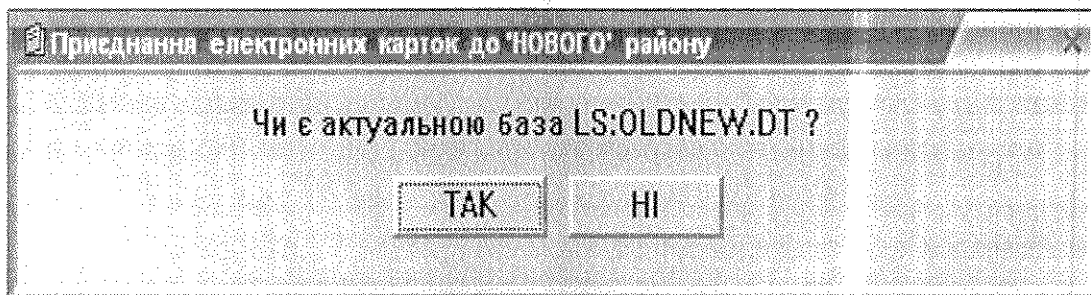 Приєднання електронних карток до "НОВОГО" району
Чи є актуальною база LS:OLDNEW.DT ?
ТАК
НІ